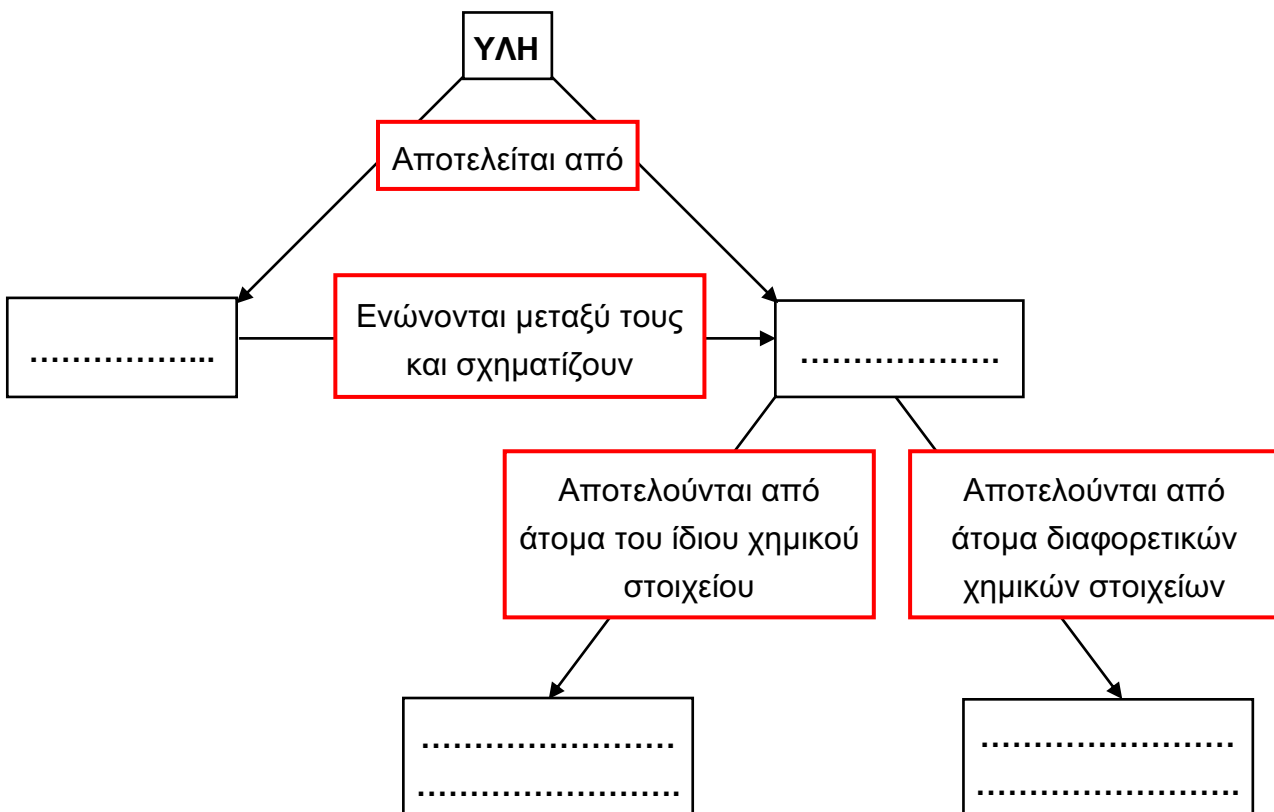 ΥΛΗ
Αποτελείται από
Ενώνονται μεταξύ τους
και σχηματίζουν
………………...
………………….
Αποτελούνται από
άτομα του ίδιου χημικού
στοιχείου
Αποτελούνται από
άτομα διαφορετικών
χημικών στοιχείων
……………………
…………………….
……………………
…………………….